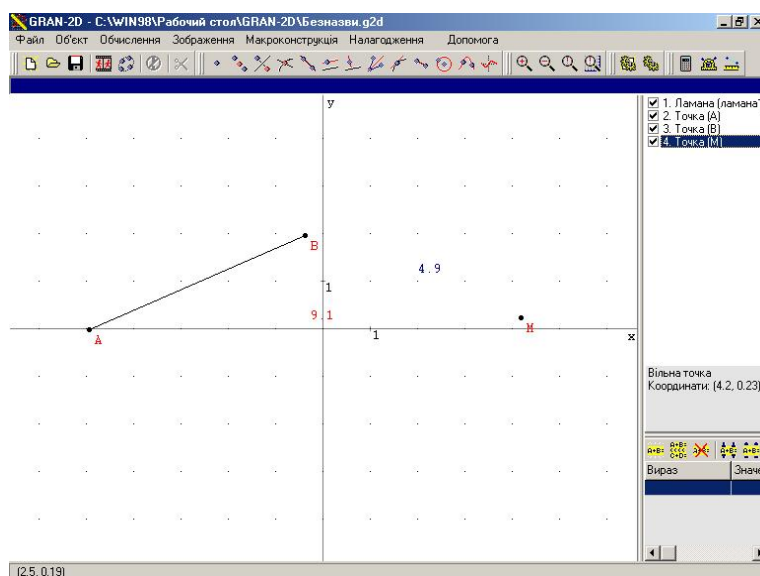 GRAN-2D - C:\WIN98\Рабочий стол\GRAN-2D\Безназви.g2d
Файл Об'єкт Обчислення Зображення Макроконструкція Налагодження Допомога
y
1. Ламана (ламана
2. Точка (A)
3. Точка (B)
4. Точка (M)
B
4.9
1
9.1
A
1
M
x
Вільна точка
Координати: (4.2, 0.23)
A+B= A+B= C+D= A+B= A+B=
Вираз Значе
(2.5, 0.19)